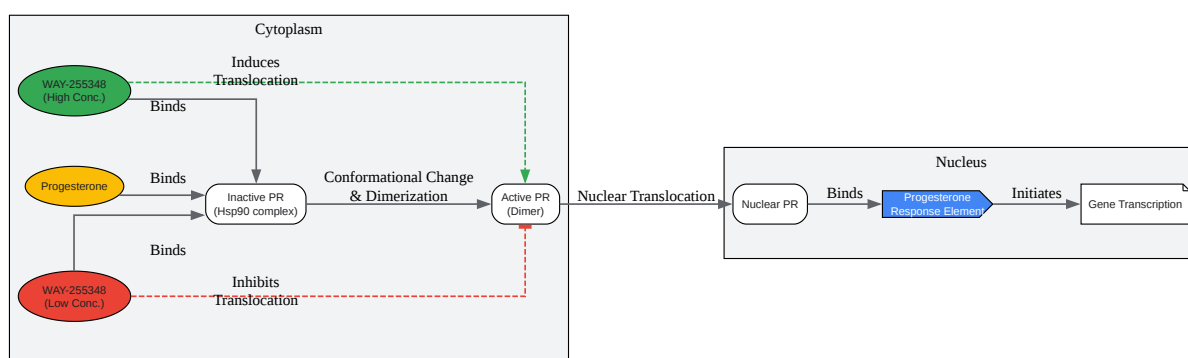 Cytoplasm
Induces
Translocation
WAY-255348
(High Conc.)
Binds
Nucleus
Progesterone
Binds
Inactive PR
(Hsp90 complex)
Conformational Change
& Dimerization
Active PR
(Dimer)
Nuclear Translocation
Nuclear PR
Binds
Progesterone
Response Element
Initiates
Gene Transcription
Binds
WAY-255348
(Low Conc.)
Inhibits
Translocation